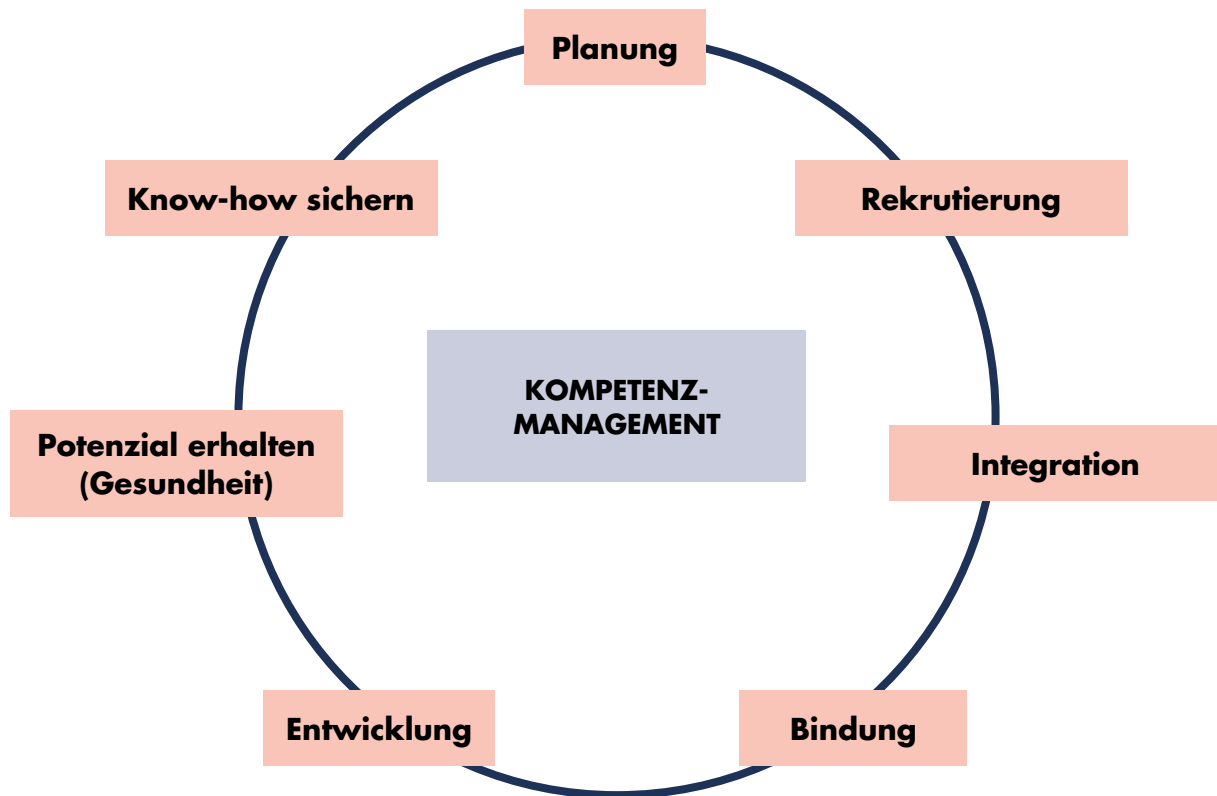 Planung
Know-how sichern
Rekrutierung
KOMPETENZ-
MANAGEMENT
Potenzial erhalten
(Gesundheit)
Integration
Entwicklung
Bindung